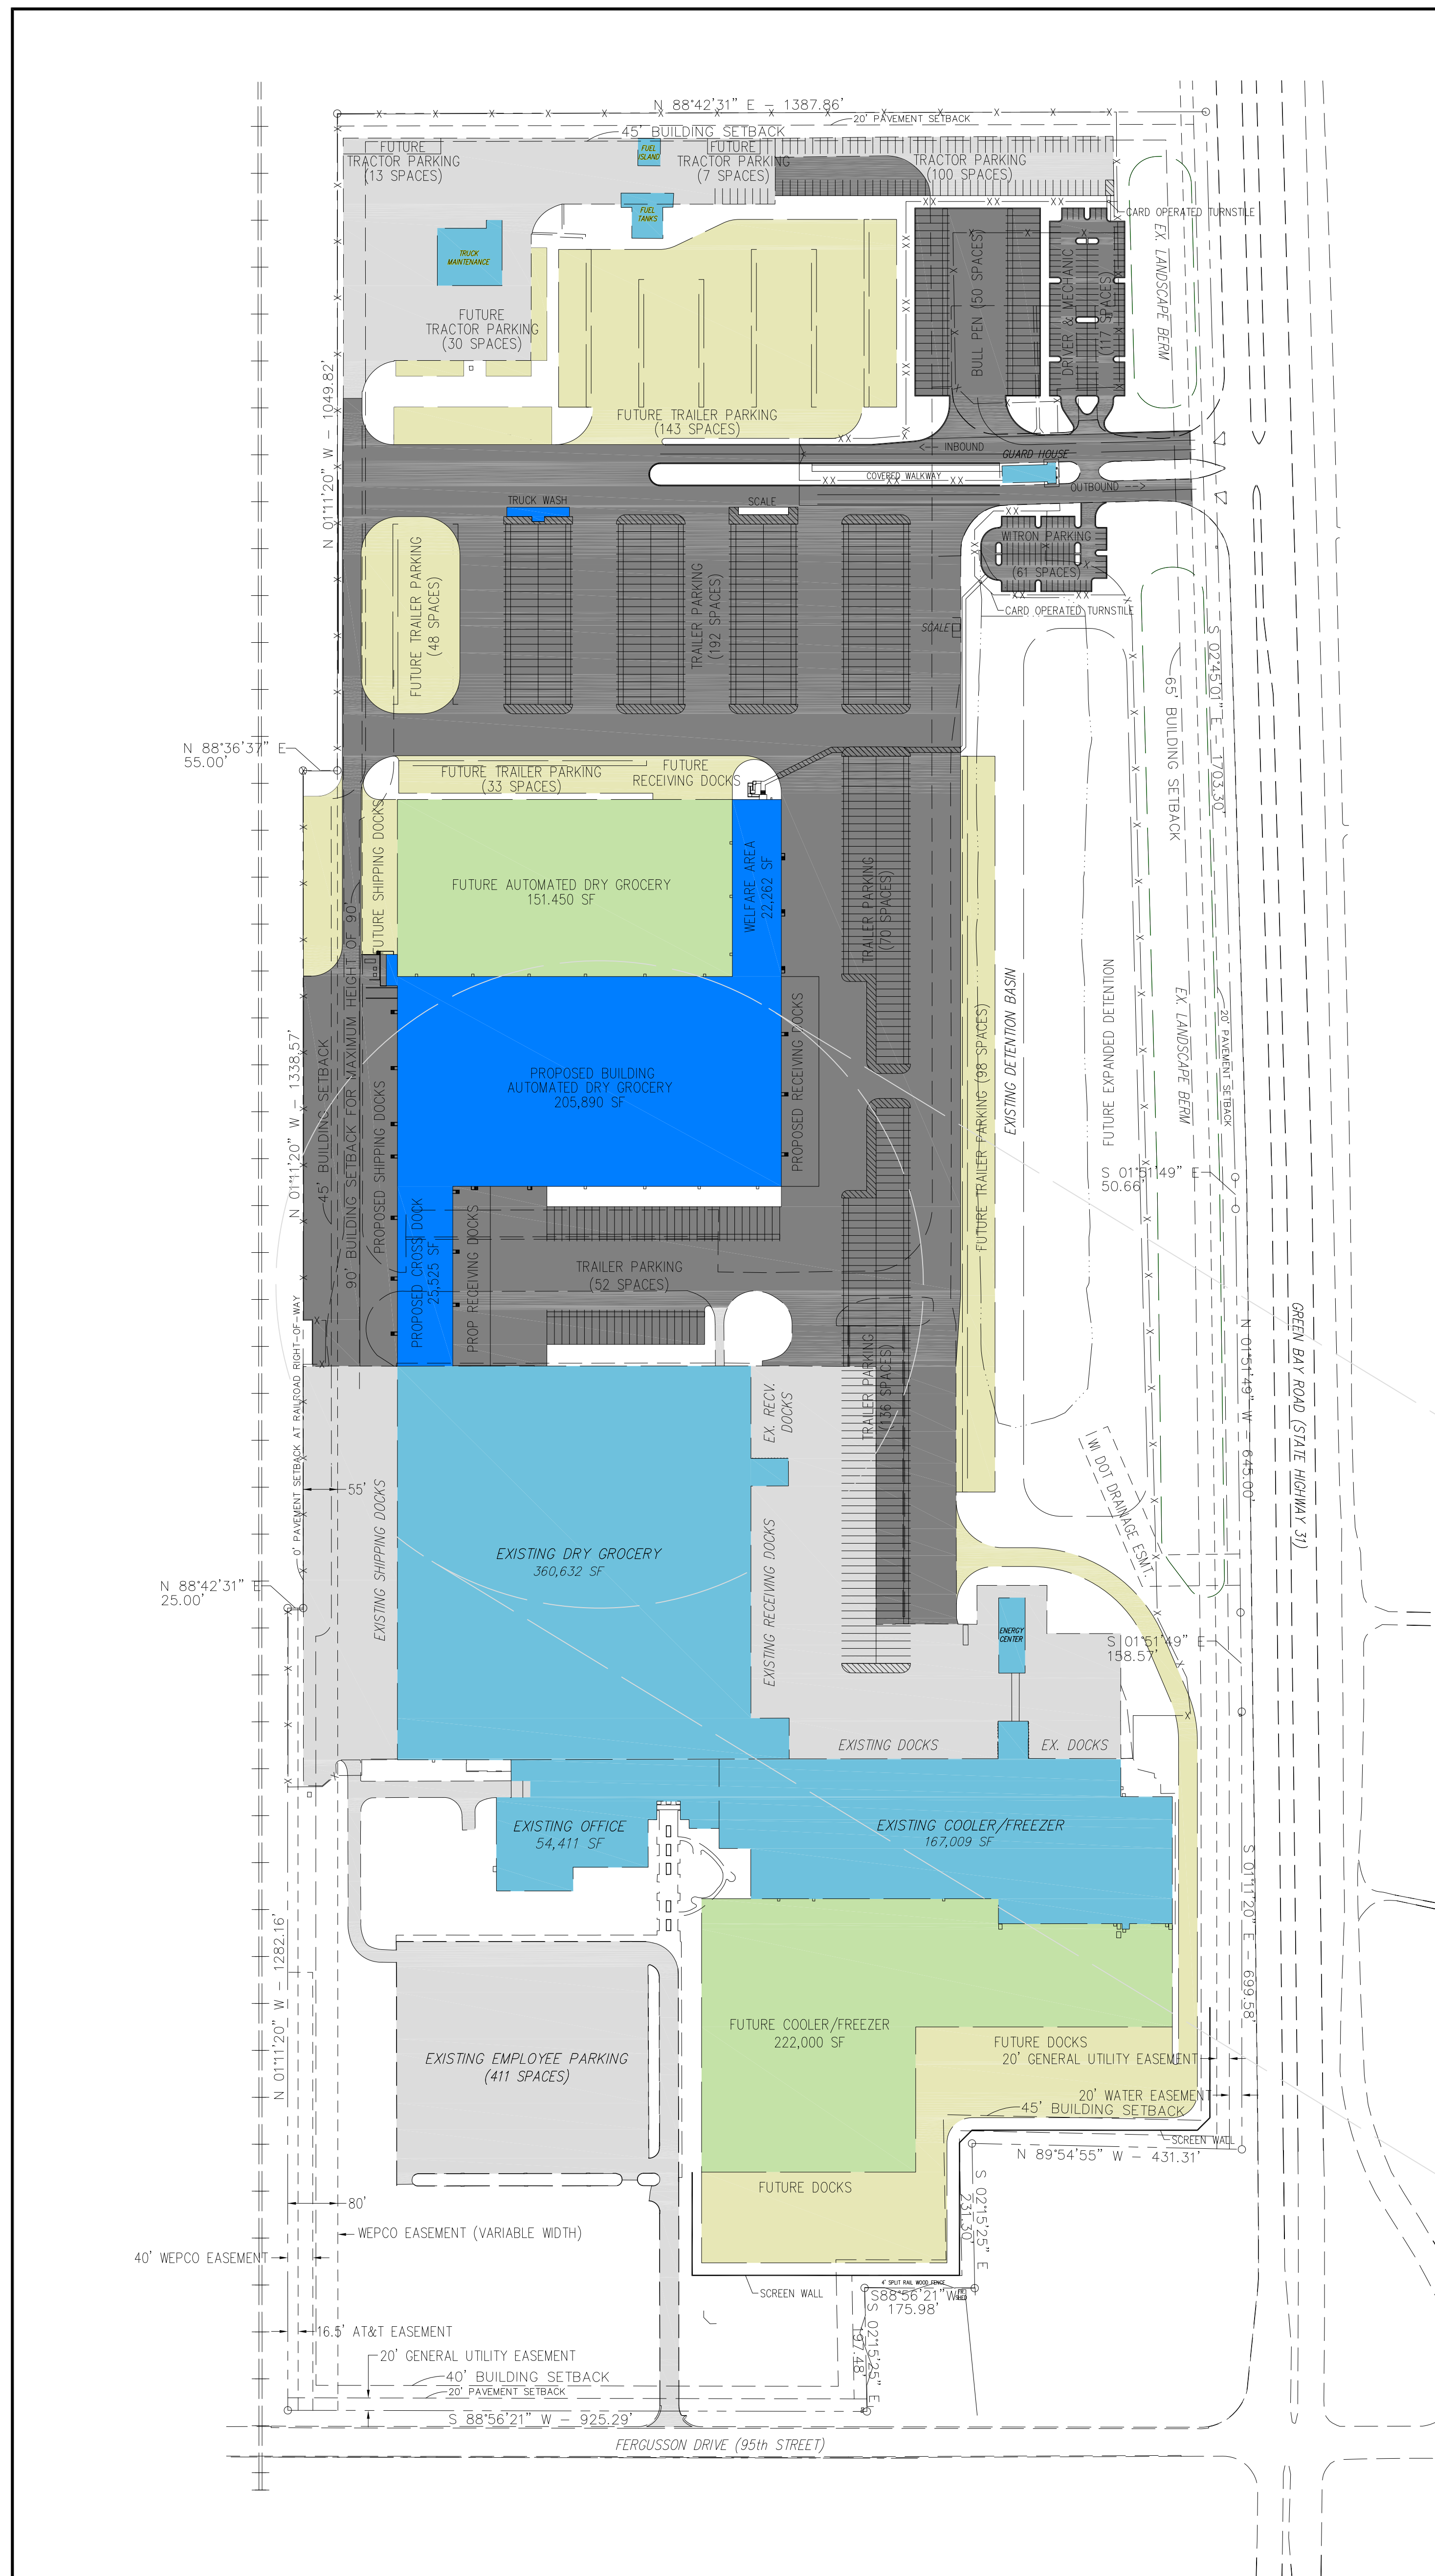 N 88°42'31" E - 1387.86'
20' PAVEMENT SETBACK
45' BUILDING SETBACK
FUTURE
TRACTOR PARKING
(13 SPACES)
FUEL
ISLAND
FUTURE
TRACTOR PARKING
(7 SPACES)
TRACTOR PARKING
(100 SPACES)
FUEL
TANKS
CARD OPERATED TURNSTILE
TRUCK
MAINTENANCE
BULL PEN (50 SPACES)
DRIVER & MECHANIC
(117 SPACES)
EX. LANDSCAPE BERM
FUTURE
TRACTOR PARKING
(30 SPACES)
N 01°11'20" W - 1049.82'
FUTURE TRAILER PARKING
(143 SPACES)
<-- INBOUND
GUARD HOUSE
COVERED WALKWAY
OUTBOUND -->
TRUCK WASH
SCALE
WITRON PARKING
(61 SPACES)
FUTURE TRAILER PARKING
(48 SPACES)
TRAILER PARKING
(192 SPACES)
CARD OPERATED TURNSTILE
SCALE
S 02°45'01" E - 1703.30'
65' BUILDING SETBACK
N 88°36'37" E
55.00'
FUTURE TRAILER PARKING
(33 SPACES)
FUTURE
RECEIVING DOCKS
FUTURE SHIPPING DOCKS
FUTURE AUTOMATED DRY GROCERY
151.450 SF
WELFARE AREA
22,262 SF
TRAILER PARKING
(70 SPACES)
FUTURE TRAILER PARKING (98 SPACES)
EXISTING DETENTION BASIN
FUTURE EXPANDED DETENTION
EX. LANDSCAPE BERM
20' PAVEMENT SETBACK
N 01°11'20" W - 1338.57'
45' BUILDING SETBACK
90' BUILDING SETBACK FOR MAXIMUM HEIGHT OF 90'
PROPOSED SHIPPING DOCKS
PROPOSED BUILDING
AUTOMATED DRY GROCERY
205,890 SF
PROPOSED RECEIVING DOCKS
S 01°51'49" E
50.66'
PROPOSED CROSS DOCK
25,525 SF
PROP RECEIVING DOCKS
TRAILER PARKING
(52 SPACES)
0' PAVEMENT SETBACK AT RAILROAD RIGHT-OF-WAY
TRAILER PARKING
(136 SPACES)
EX. RECV.
DOCKS
N 01°51'49" W - 645.00'
GREEN BAY ROAD (STATE HIGHWAY 31)
WI DOT DRAINAGE ESMT.
55'
EXISTING SHIPPING DOCKS
EXISTING DRY GROCERY
360,632 SF
EXISTING RECEIVING DOCKS
N 88°42'31" E
25.00'
ENERGY
CENTER
S 01°51'49" E
158.57'
EXISTING DOCKS
EX. DOCKS
EXISTING OFFICE
54,411 SF
EXISTING COOLER/FREEZER
167,009 SF
S 01°11'20" E - 699.58'
N 01°11'20" W - 1282.16'
FUTURE COOLER/FREEZER
222,000 SF
FUTURE DOCKS
20' GENERAL UTILITY EASEMENT
EXISTING EMPLOYEE PARKING
(411 SPACES)
20' WATER EASEMENT
45' BUILDING SETBACK
SCREEN WALL
N 89°54'55" W - 431.31'
FUTURE DOCKS
80'
S 02°15'25" E
231.30'
WEPCO EASEMENT (VARIABLE WIDTH)
40' WEPCO EASEMENT
4' SPLIT RAIL WOOD FENCE
SCREEN WALL
S88°56'21"W
175.98'
16.5' AT&T EASEMENT
S 02°15'25" E
197.48'
20' GENERAL UTILITY EASEMENT
40' BUILDING SETBACK
20' PAVEMENT SETBACK
S 88°56'21" W - 925.29'
FERGUSSON DRIVE (95th STREET)